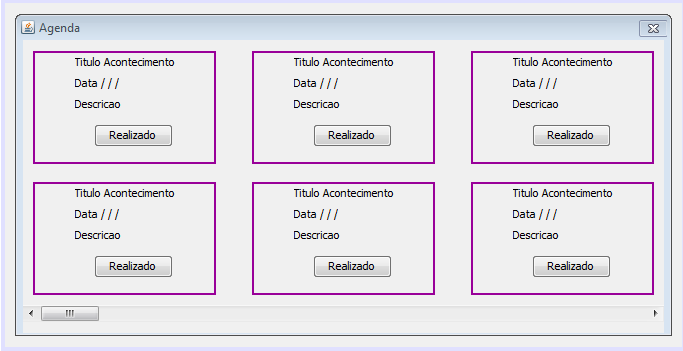 Agenda
Titulo Acontecimento
Data / / /
Descricao
Realizado
Titulo Acontecimento
Data / / /
Descricao
Realizado
Titulo Acontecimento
Data / / /
Descricao
Realizado
Titulo Acontecimento
Data / / /
Descricao
Realizado
Titulo Acontecimento
Data / / /
Descricao
Realizado
Titulo Acontecimento
Data / / /
Descricao
Realizado